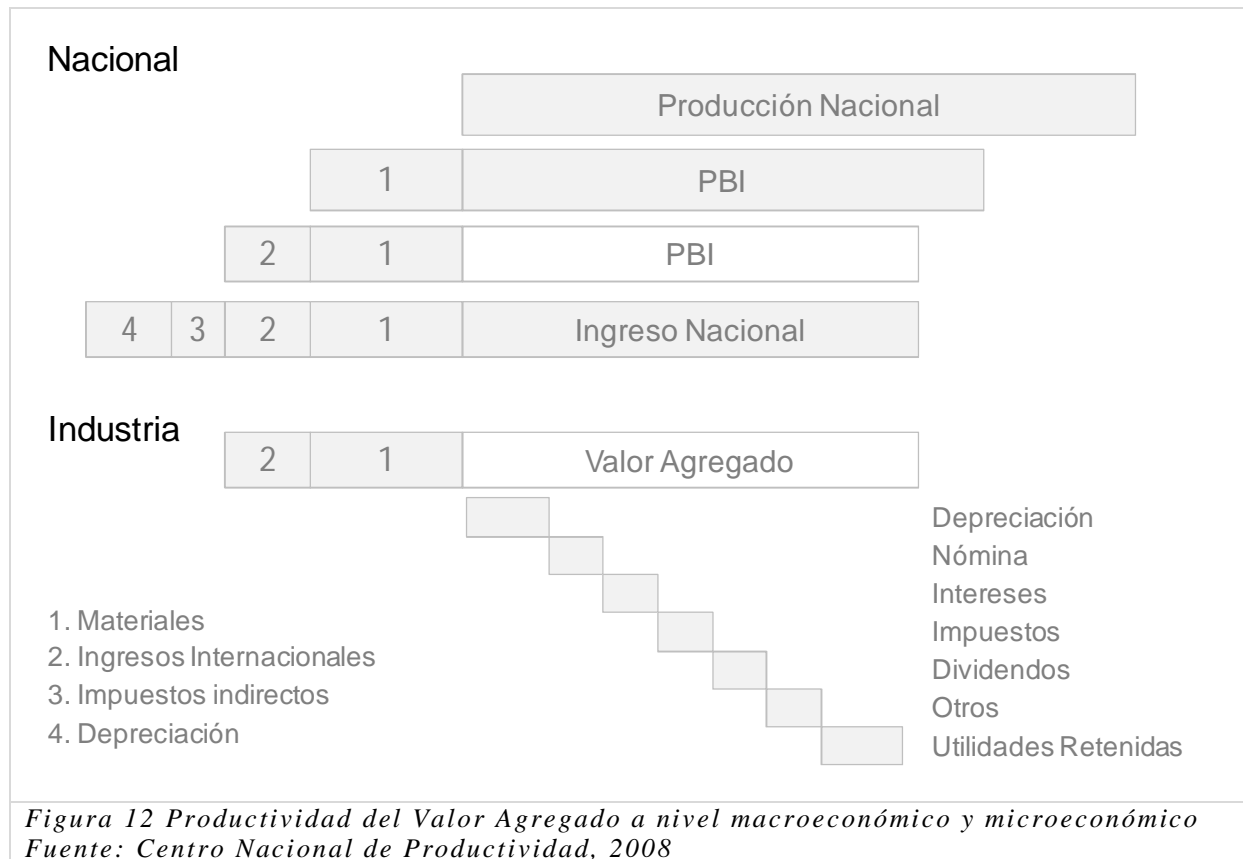 Nacional
Producción Nacional
1 PBI
2 1 PBI
4 3 2 1 Ingreso Nacional
Industria
2 1 Valor Agregado
Depreciación
Nómina
Intereses
Impuestos
Dividendos
Otros
Utilidades Retenidas
1. Materiales
2. Ingresos Internacionales
3. Impuestos indirectos
4. Depreciación
Figura 12 Productividad del Valor Agregado a nivel macroeconómico y microeconómico
Fuente: Centro Nacional de Productividad, 2008